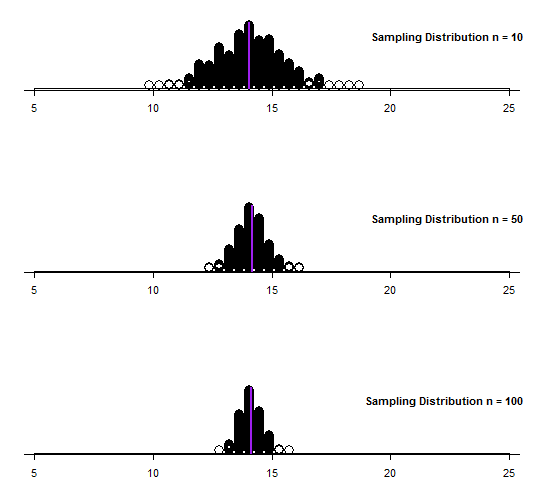 Sampling Distribution n = 10
5 10 15 20 25
Sampling Distribution n = 50
5 10 15 20 25
Sampling Distribution n = 100
5 10 15 20 25